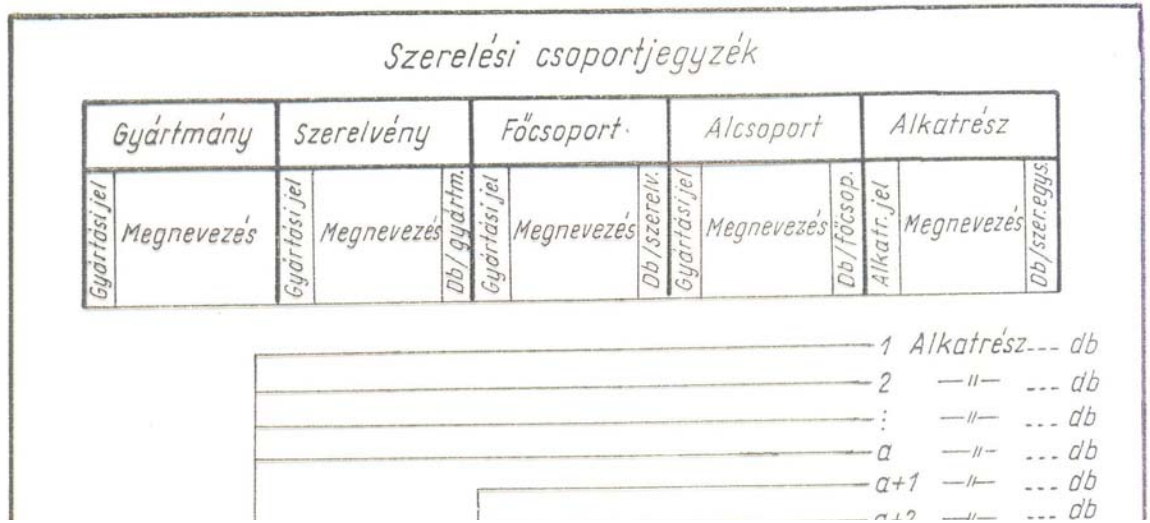 Szerelési csoportjegyzék
Gyártmány Szerelvény Főcsoport Alcsoport Alkatrész
Gyártási jel Megnevezés Gyártási jel Megnevezés Db/gyártm. Gyártási jel Megnevezés Db/szerelv. Gyártási jel Megnevezés Db/főcsop. Alkatr. jel Megnevezés Db/szer.egys.
1 Alkatrész--- db
2 —〃— --- db
: —〃— --- db
a —〃— --- db
a+1 —〃— --- db
a+2 —〃— --- db